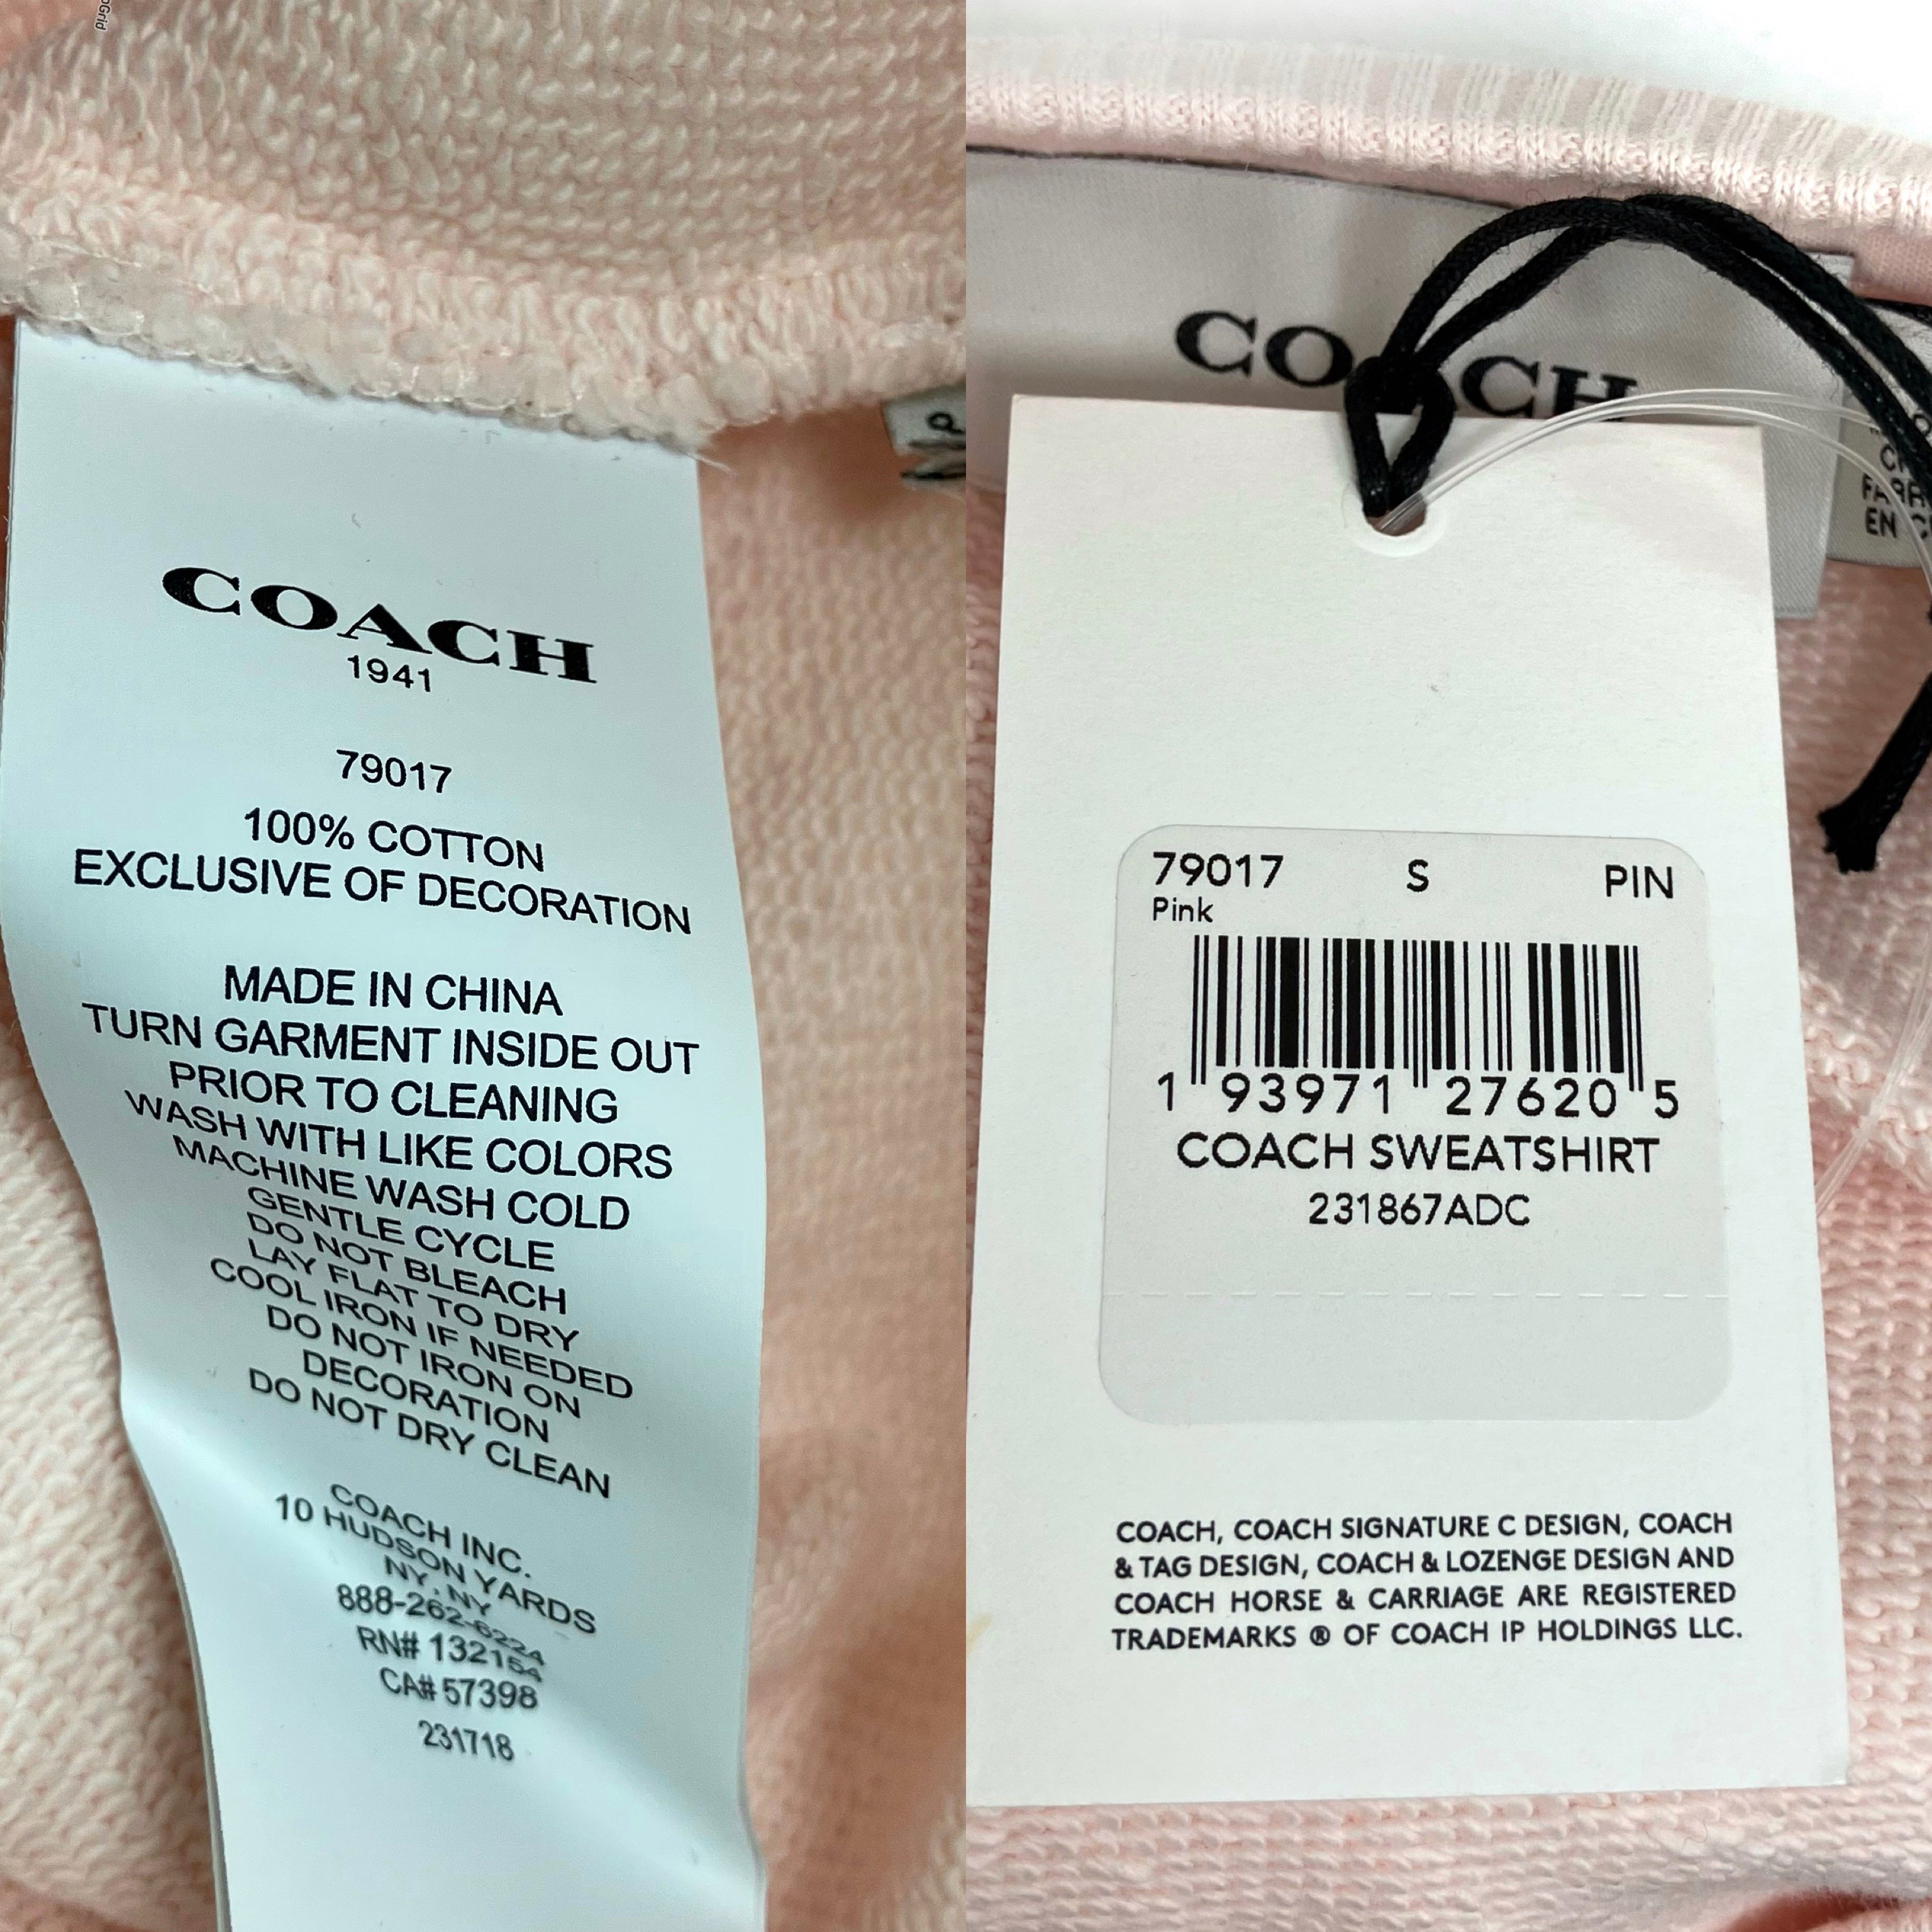 COACH
1941
79017
100% COTTON
EXCLUSIVE OF DECORATION
MADE IN CHINA
TURN GARMENT INSIDE OUT
PRIOR TO CLEANING
WASH WITH LIKE COLORS
MACHINE WASH COLD
GENTLE CYCLE
DO NOT BLEACH
LAY FLAT TO DRY
COOL IRON IF NEEDED
DO NOT IRON ON
DECORATION
DO NOT DRY CLEAN
COACH INC.
10 HUDSON YARDS
NY, NY
888-262-6224
RN# 132154
CA# 57398
231718
COACH
EN
79017 S PIN
Pink
1 93971 27620 5
COACH SWEATSHIRT
231867ADC
COACH, COACH SIGNATURE C DESIGN, COACH
& TAG DESIGN, COACH & LOZENGE DESIGN AND
COACH HORSE & CARRIAGE ARE REGISTERED
TRADEMARKS ® OF COACH IP HOLDINGS LLC.